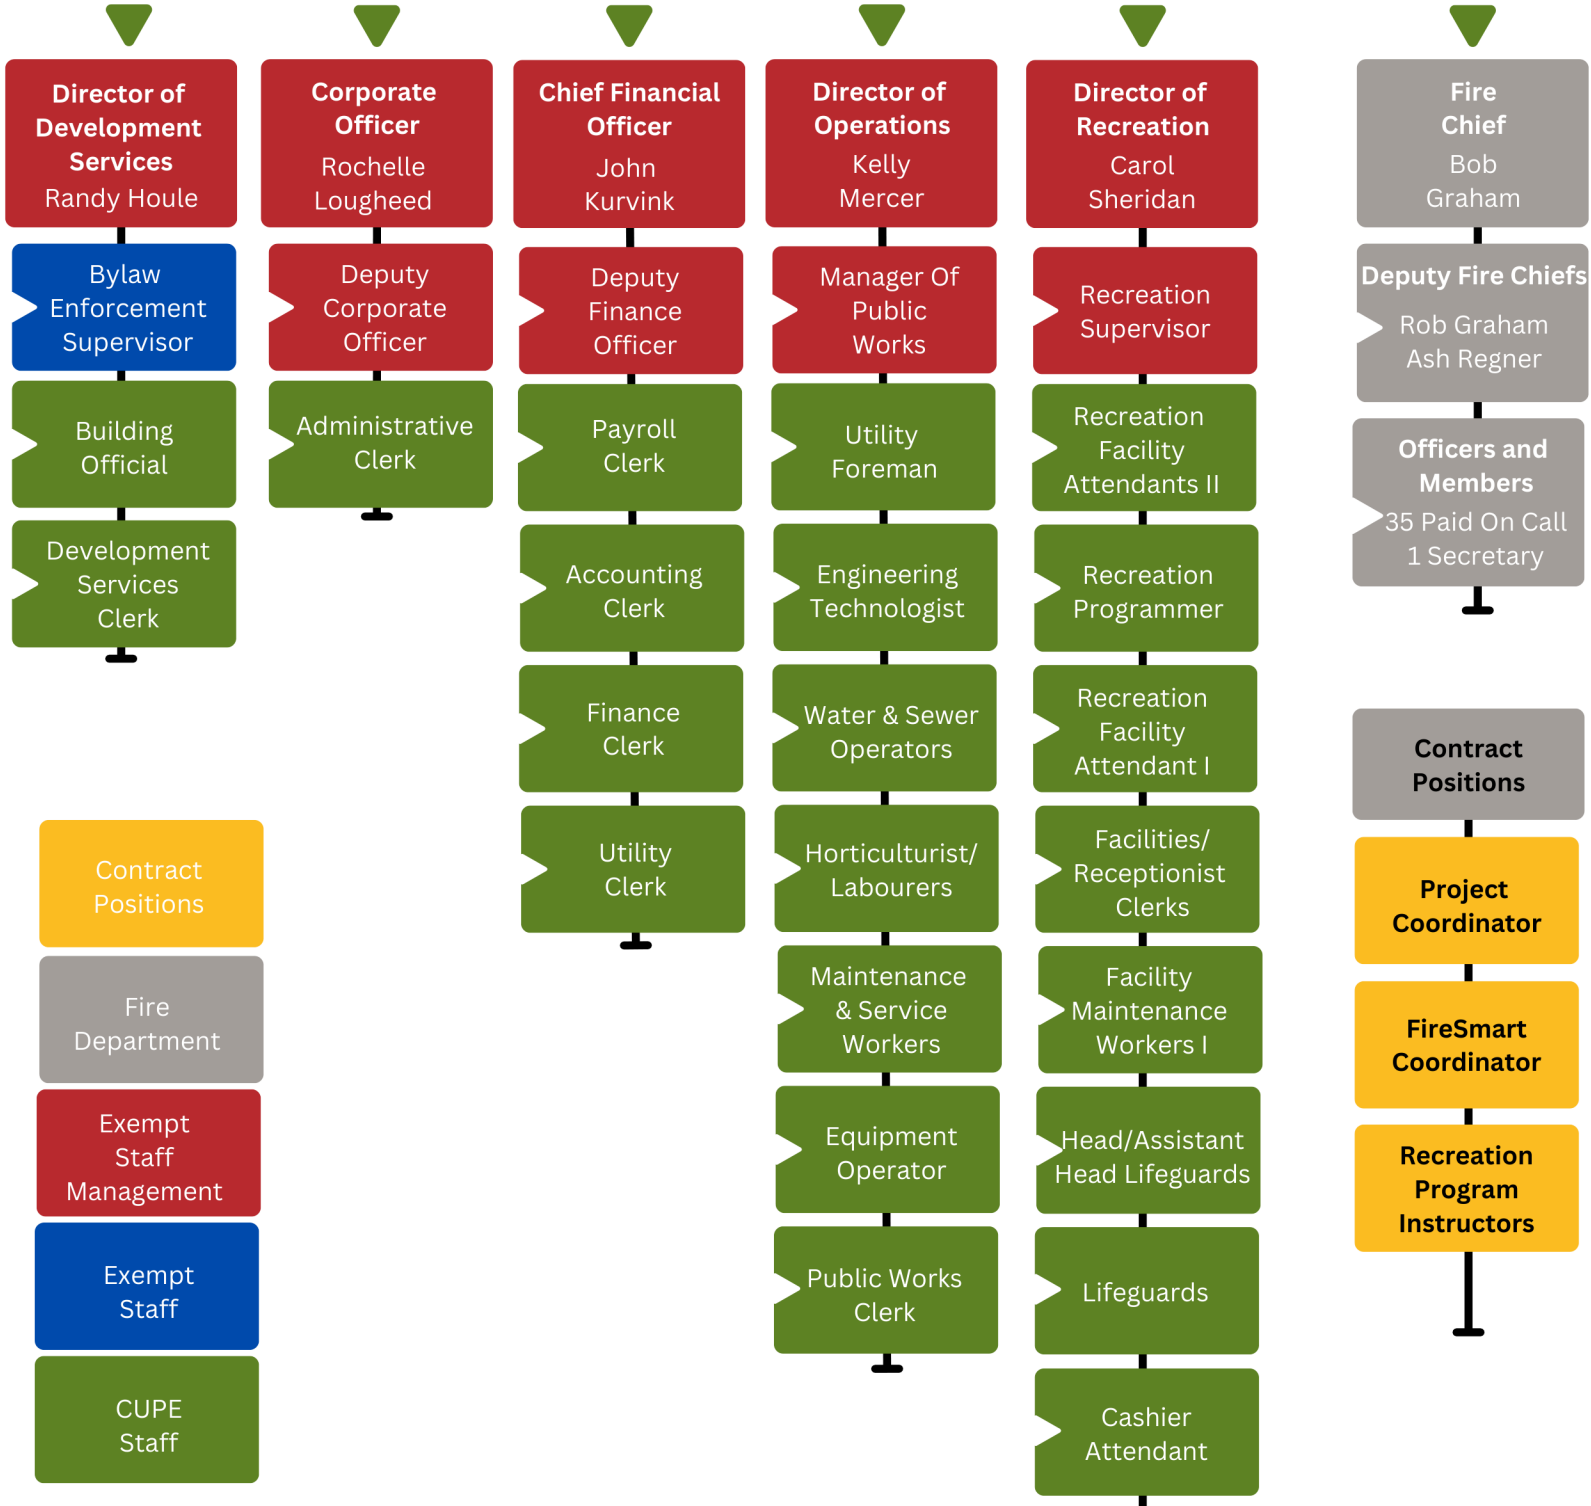 Director of
Development
Services
Randy Houle
Bylaw
Enforcement
Supervisor
Building
Official
Development
Services
Clerk
Corporate
Officer
Rochelle
Lougheed
Deputy
Corporate
Officer
Administrative
Clerk
Chief Financial
Officer
John
Kurvink
Deputy
Finance
Officer
Payroll
Clerk
Accounting
Clerk
Finance
Clerk
Utility
Clerk
Director of
Operations
Kelly
Mercer
Manager Of
Public
Works
Utility
Foreman
Engineering
Technologist
Water & Sewer
Operators
Horticulturist/
Labourers
Maintenance
& Service
Workers
Equipment
Operator
Public Works
Clerk
Director of
Recreation
Carol
Sheridan
Recreation
Supervisor
Recreation
Facility
Attendants II
Recreation
Programmer
Recreation
Facility
Attendant I
Facilities/
Receptionist
Clerks
Facility
Maintenance
Workers I
Head/Assistant
Head Lifeguards
Lifeguards
Cashier
Attendant
Fire
Chief
Bob
Graham
Deputy Fire Chiefs
Rob Graham
Ash Regner
Officers and
Members
35 Paid On Call
1 Secretary
Contract
Positions
Project
Coordinator
FireSmart
Coordinator
Recreation
Program
Instructors
Contract
Positions
Fire
Department
Exempt
Staff
Management
Exempt
Staff
CUPE
Staff